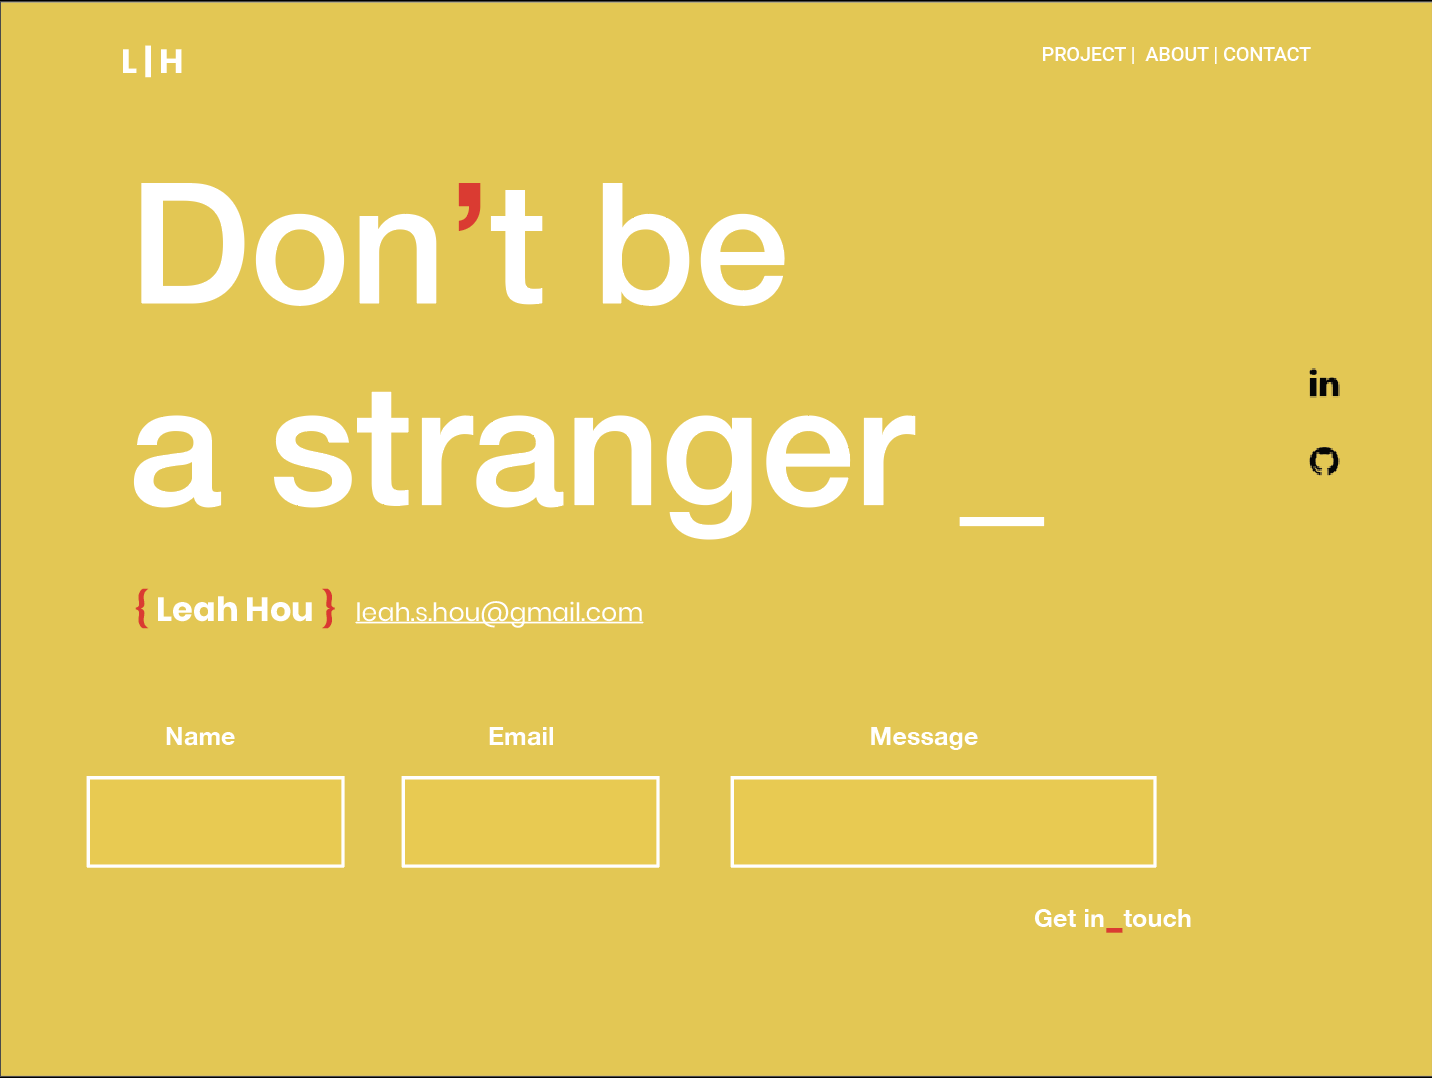 L|H
PROJECT | ABOUT | CONTACT
Don’t be
a stranger _
in
{ Leah Hou } leah.s.hou@gmail.com
Name Email Message
Get in_touch